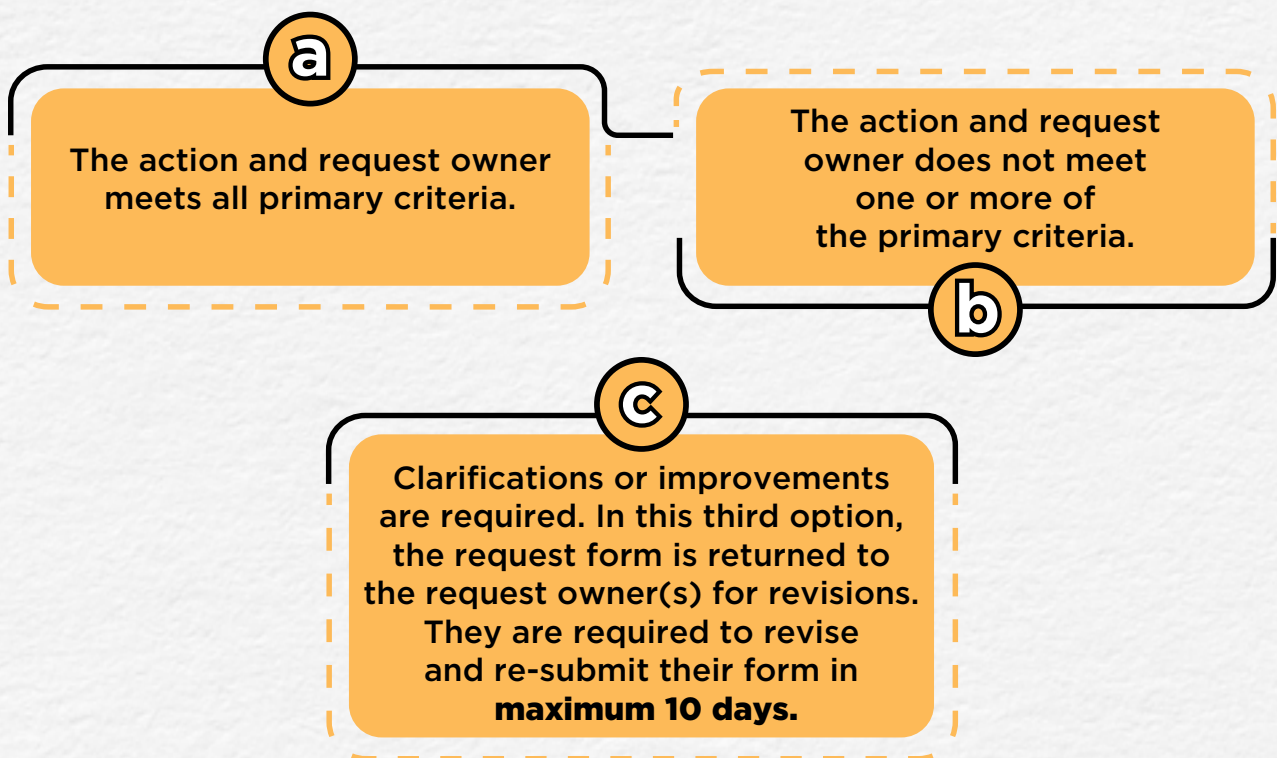 a
The action and request owner
meets all primary criteria.
The action and request
owner does not meet
one or more of
the primary criteria.
b
c
Clarifications or improvements
are required. In this third option,
the request form is returned to
the request owner(s) for revisions.
They are required to revise
and re-submit their form in
maximum 10 days.